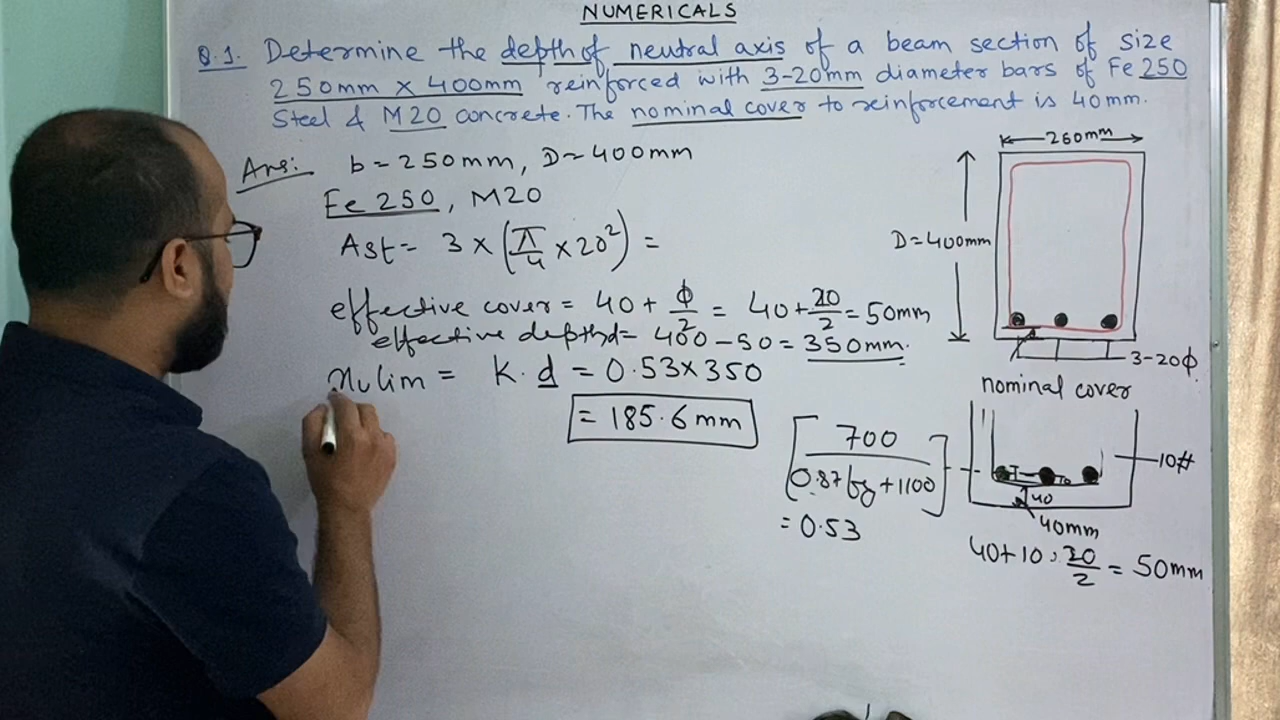 NUMERICALS
Q.1. Determine the depth of neutral axis of a beam section of size
250mm x 400mm reinforced with 3-20mm diameter bars of Fe 250
Steel & M20 concrete. The nominal cover to reinforcement is 40mm.
Ans: b = 250mm, D = 400mm
Fe 250, M20
Ast = 3 × (π/4 × 20²) =
effective cover = 40 + ϕ/2 = 40 + 20/2 = 50mm
effective depth d = 400 - 50 = 350mm.
xu lim = K. d = 0.53 × 350
= 185.6 mm
[700 / 0.87fy + 1100]
= 0.53
260mm
D = 400mm
3-20ϕ
nominal cover
10#
40
40mm
40 + 10 + 20/2 = 50mm